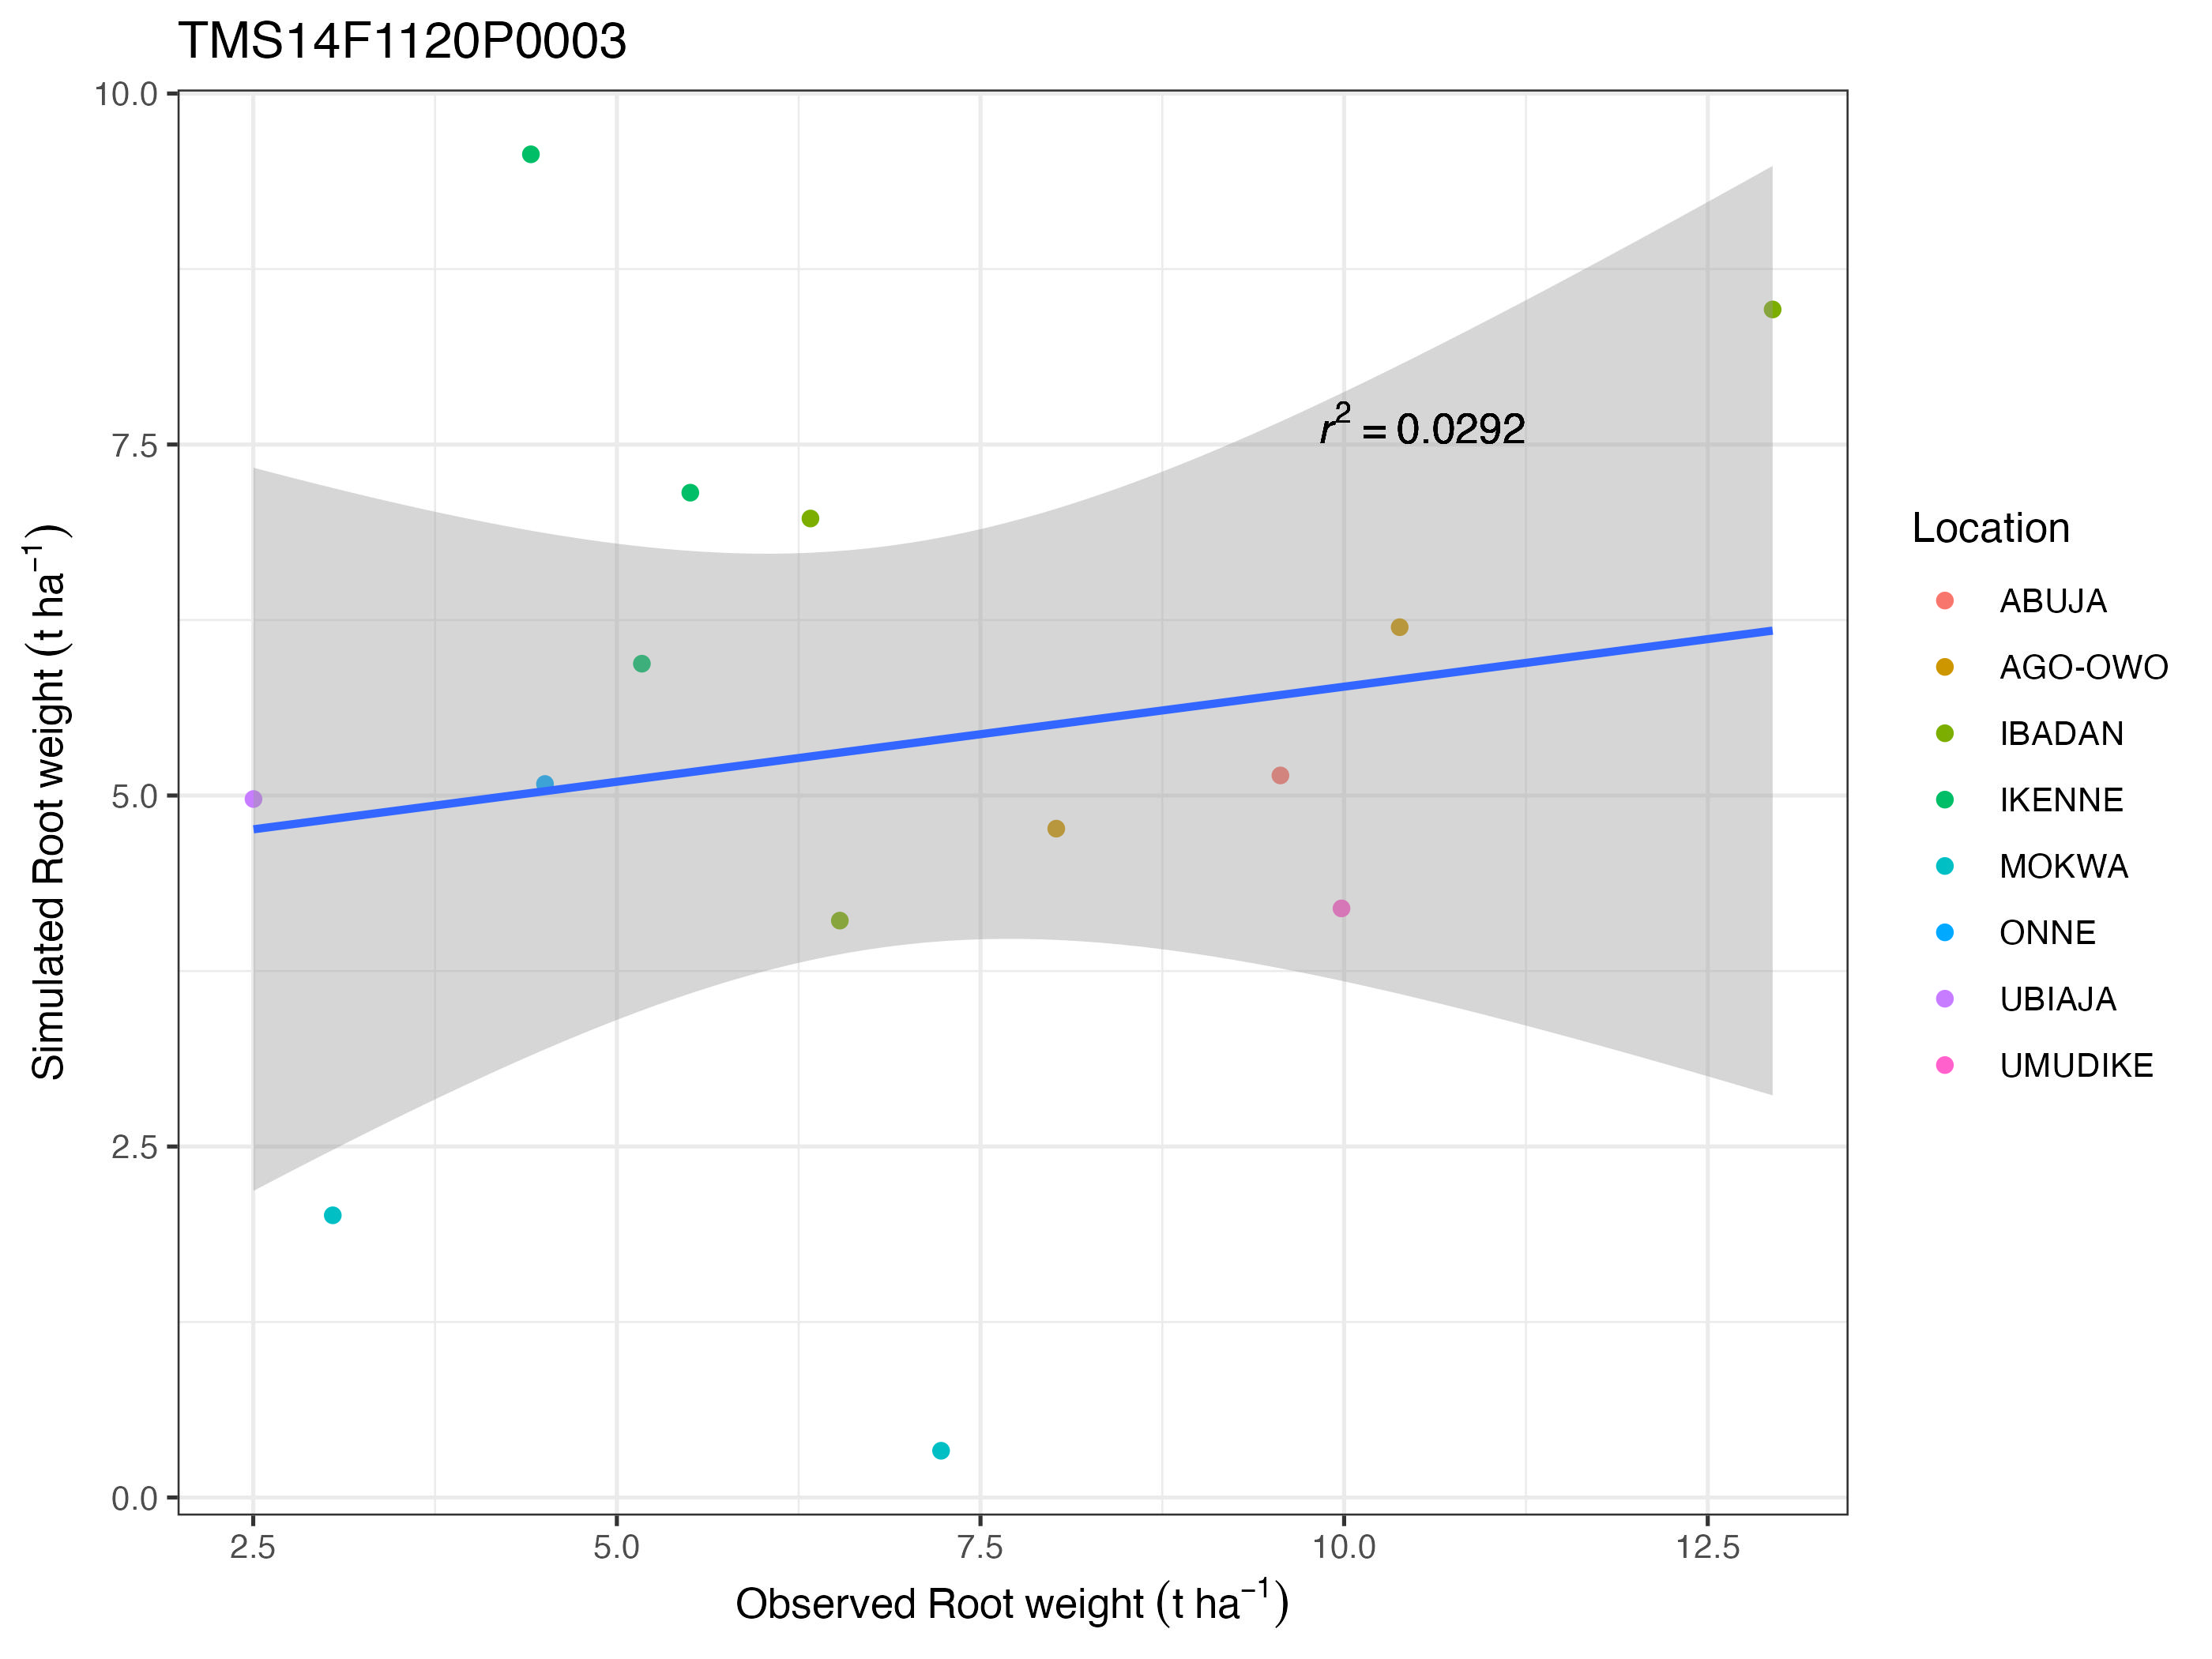 TMS14F1120P0003
10.0
7.5
5.0
2.5
0.0
Simulated Root weight (t ha⁻¹)
r² = 0.0292
2.5 5.0 7.5 10.0 12.5
Observed Root weight (t ha⁻¹)
Location
ABUJA
AGO-OWO
IBADAN
IKENNE
MOKWA
ONNE
UBIAJA
UMUDIKE